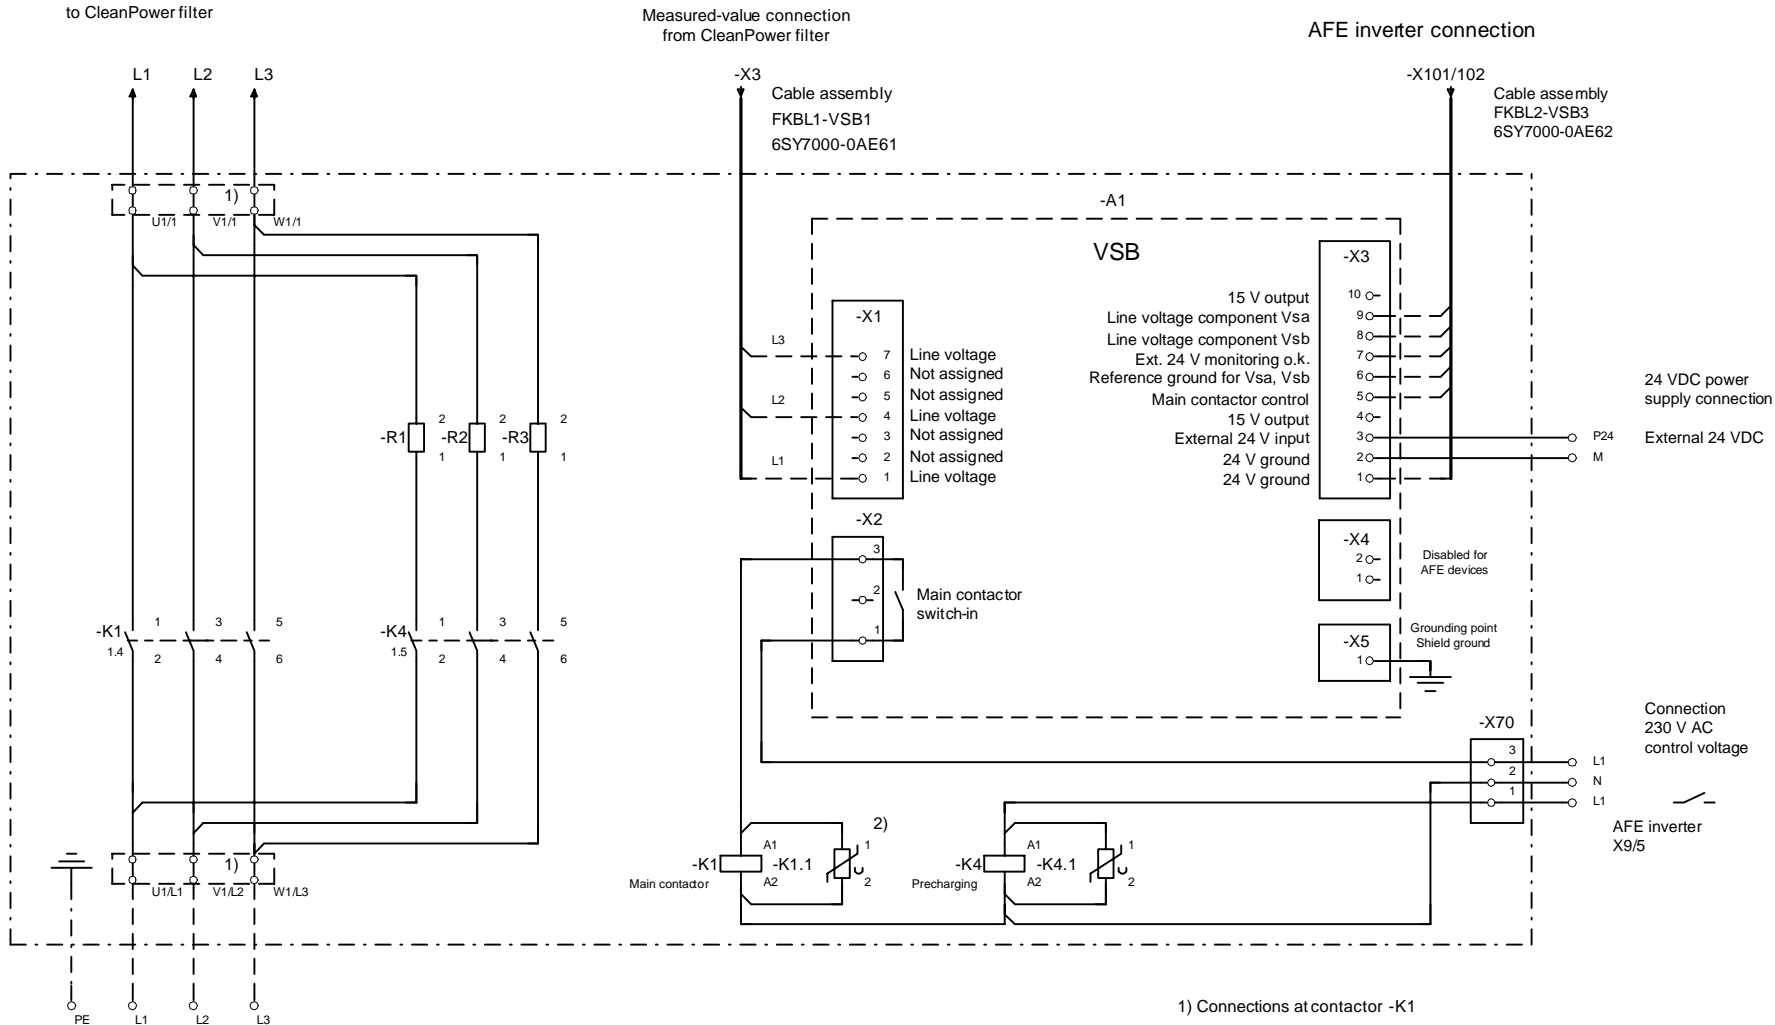 to CleanPower filter
Measured-value connection
from CleanPower filter
AFE inverter connection
L1 L2 L3
-X3
Cable assembly
FKBL1-VSB1
6SY7000-0AE61
-X101/102
Cable assembly
FKBL2-VSB3
6SY7000-0AE62
1)
U1/1 V1/1 W1/1
-A1
VSB
-X1
L3 7 Line voltage
6 Not assigned
5 Not assigned
L2 4 Line voltage
3 Not assigned
2 Not assigned
L1 1 Line voltage
-X3
15 V output 10
Line voltage component Vsa 9
Line voltage component Vsb 8
Ext. 24 V monitoring o.k. 7
Reference ground for Vsa, Vsb 6
Main contactor control 5
15 V output 4
External 24 V input 3
24 V ground 2
24 V ground 1
24 VDC power
supply connection
P24 External 24 VDC
M
-R1 2 1
-R2 2 1
-R3 2 1
-X2
3
2
1
Main contactor
switch-in
-X4
2
1
Disabled for
AFE devices
-X5
1
Grounding point
Shield ground
-K1
1.4
1 3 5
2 4 6
-K4
1.5
1 3 5
2 4 6
-X70
3 L1
2 N
1 L1
Connection
230 V AC
control voltage
AFE inverter
X9/5
-K1
Main contactor
A1
A2
-K1.1
1
2
2)
-K4
Precharging
A1
A2
-K4.1
1
2
1)
U1/L1 V1/L2 W1/L3
PE L1 L2 L3
1) Connections at contactor -K1